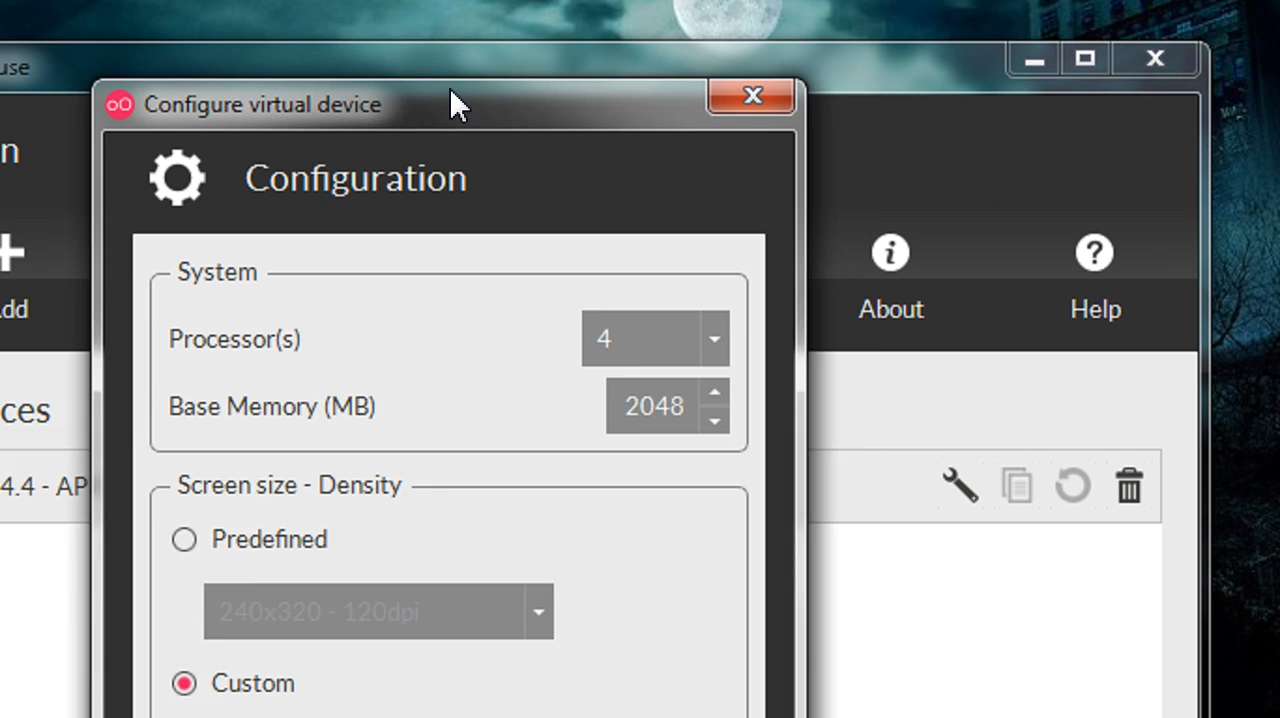 use
Configure virtual device
n
Configuration
dd
About
Help
System
Processor(s)
4
Base Memory (MB)
2048
ces
4.4 - AP
Screen size - Density
Predefined
240x320 - 120dpi
Custom